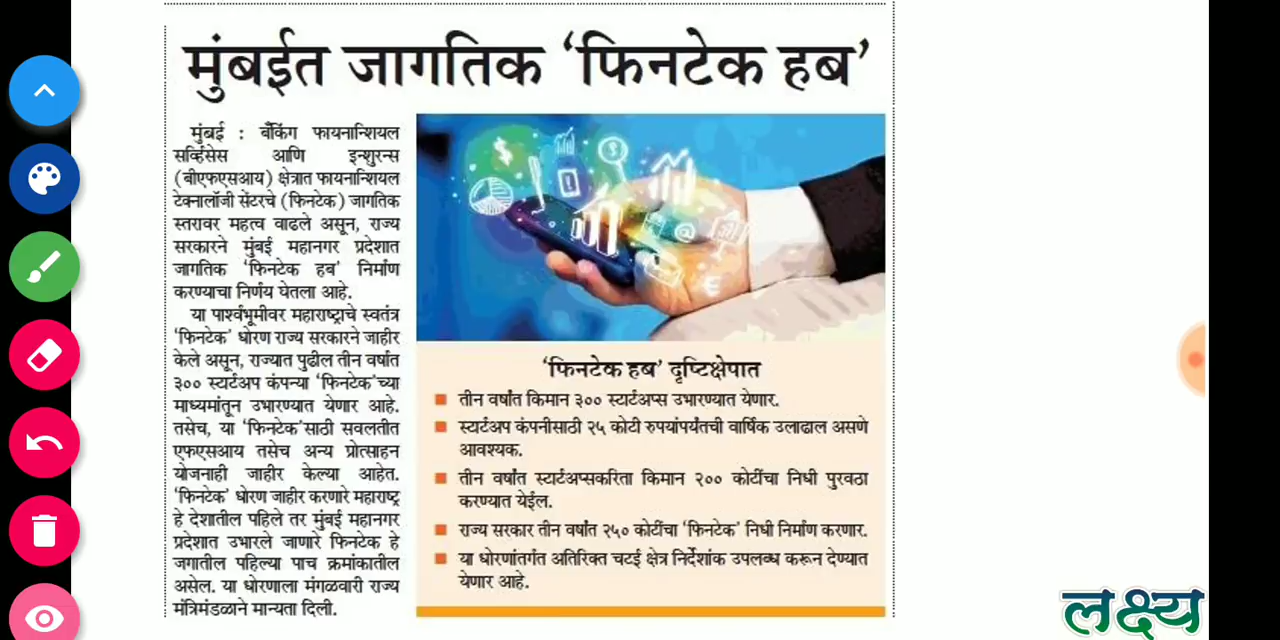 मुंबईत जागतिक ‘फिनटेक हब’
मुंबई : बँकिंग फायनान्शियल
सर्व्हिसेस आणि इन्शुरन्स
(बीएफएसआय) क्षेत्रात फायनान्शियल
टेक्नालॉजी सेंटरचे (फिनटेक) जागतिक
स्तरावर महत्व वाढले असून, राज्य
सरकारने मुंबई महानगर प्रदेशात
जागतिक ‘फिनटेक हब’ निर्माण
करण्याचा निर्णय घेतला आहे.
या पार्श्वभूमीवर महाराष्ट्राचे स्वतंत्र
‘फिनटेक’ धोरण राज्य सरकारने जाहीर
केले असून, राज्यात पुढील तीन वर्षात
३०० स्टार्टअप कंपन्या ‘फिनटेक’च्या
माध्यमांतून उभारण्यात येणार आहे.
तसेच, या ‘फिनटेक’साठी सवलतीत
एफएसआय तसेच अन्य प्रोत्साहन
योजनाही जाहीर केल्या आहेत.
‘फिनटेक’ धोरण जाहीर करणारे महाराष्ट्र
हे देशातील पहिले तर मुंबई महानगर
प्रदेशात उभारले जाणारे फिनटेक हे
जगातील पहिल्या पाच क्रमांकातील
असेल. या धोरणाला मंगळवारी राज्य
मंत्रिमंडळाने मान्यता दिली.
‘फिनटेक हब’ दृष्टिक्षेपात
तीन वर्षांत किमान ३०० स्टार्टअप्स उभारण्यात येणार.
स्टार्टअप कंपनीसाठी २५ कोटी रुपयांपर्यंतची वार्षिक उलाढाल असणे
आवश्यक.
तीन वर्षांत स्टार्टअप्सकरिता किमान २०० कोटींचा निधी पुरवठा
करण्यात येईल.
राज्य सरकार तीन वर्षांत २५० कोटींचा ‘फिनटेक’ निधी निर्माण करणार.
या धोरणांतर्गत अतिरिक्त चटई क्षेत्र निर्देशांक उपलब्ध करून देण्यात
येणार आहे.
लक्ष्य